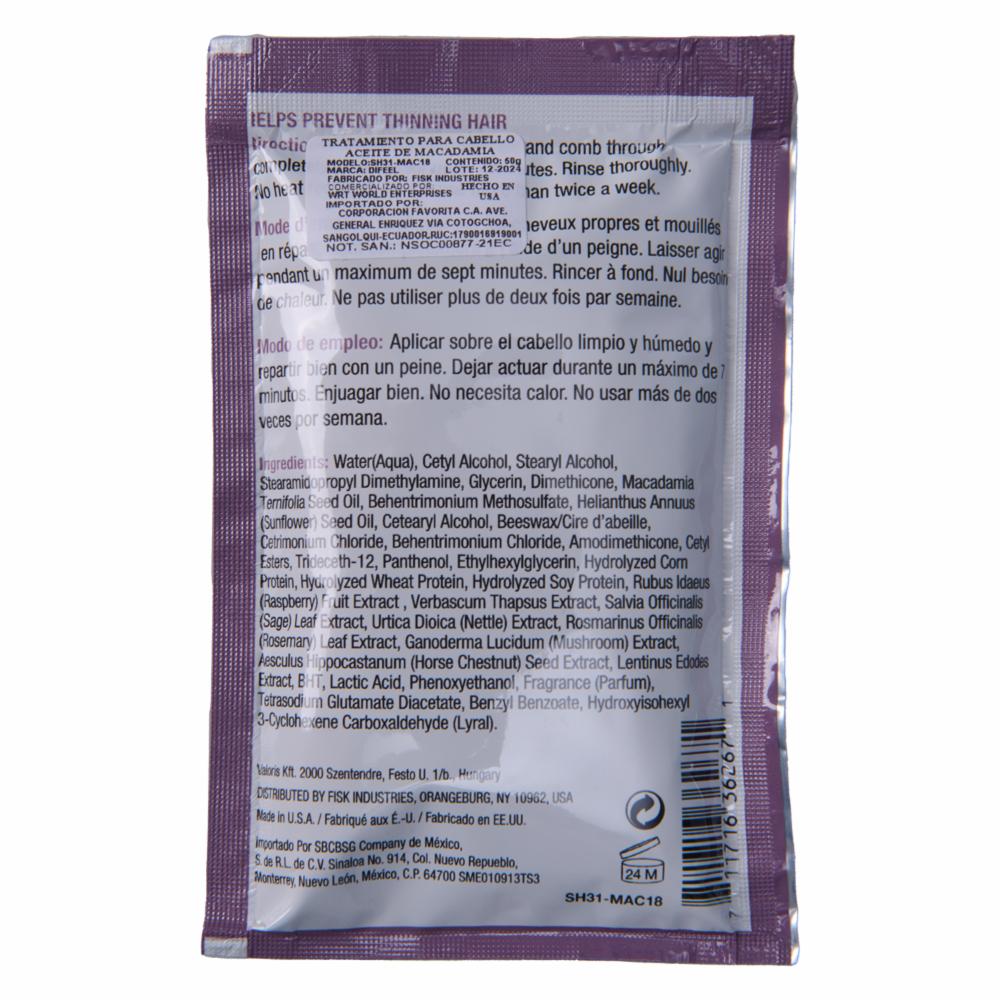 HELPS PREVENT THINNING HAIR
and comb through
complet utes. Rinse thoroughly.
No heat han twice a week.
TRATAMIENTO PARA CABELLO
ACEITE DE MACADAMIA
MODELO:SH31-MAC18 CONTENIDO: 50g
MARCA: DIFEEL LOTE: 12-2024
FABRICADO POR: FISK INDUSTRIES
COMERCIALIZADO POR HECHO EN
WRT WORLD ENTERPRISES USA
IMPORTADO POR:
CORPORACION FAVORITA C.A. AVE.
GENERAL ENRIQUEZ VIA COTOGCHOA,
SANGOLQUI-ECUADOR.RUC:1790016919001
NOT. SAN.: NSOC00877-21EC
Mode d' heveux propres et mouillés
en répa de d'un peigne. Laisser agir
pendant un maximum de sept minutes. Rincer à fond. Nul besoin
de chaleur. Ne pas utiliser plus de deux fois par semaine.
Modo de empleo: Aplicar sobre el cabello limpio y húmedo y
repartir bien con un peine. Dejar actuar durante un máximo de 7
minutos. Enjuagar bien. No necesita calor. No usar más de dos
veces por semana.
Ingredients: Water(Aqua), Cetyl Alcohol, Stearyl Alcohol,
Stearamidopropyl Dimethylamine, Glycerin, Dimethicone, Macadamia
Ternifolia Seed Oil, Behentrimonium Methosulfate, Helianthus Annuus
(Sunflower) Seed Oil, Cetearyl Alcohol, Beeswax/Cire d'abeille,
Cetrimonium Chloride, Behentrimonium Chloride, Amodimethicone, Cetyl
Esters, Trideceth-12, Panthenol, Ethylhexylglycerin, Hydrolyzed Corn
Protein, Hydrolyzed Wheat Protein, Hydrolyzed Soy Protein, Rubus Idaeus
(Raspberry) Fruit Extract , Verbascum Thapsus Extract, Salvia Officinalis
(Sage) Leaf Extract, Urtica Dioica (Nettle) Extract, Rosmarinus Officinalis
(Rosemary) Leaf Extract, Ganoderma Lucidum (Mushroom) Extract,
Aesculus Hippocastanum (Horse Chestnut) Seed Extract, Lentinus Edodes
Extract, BHT, Lactic Acid, Phenoxyethanol, Fragrance (Parfum),
Tetrasodium Glutamate Diacetate, Benzyl Benzoate, Hydroxyisohexyl
3-Cyclohexene Carboxaldehyde (Lyral).
Valoris Kft. 2000 Szentendre, Festo U. 1/b., Hungary
DISTRIBUTED BY FISK INDUSTRIES, ORANGEBURG, NY 10962, USA
Made in U.S.A. / Fabriqué aux É.-U. / Fabricado en EE.UU.
Importado Por SBCBSG Company de México,
S. de R.L. de C.V. Sinaloa No. 914, Col. Nuevo Repueblo,
Monterrey, Nuevo León, México, C.P. 64700 SME010913TS3
24 M
SH31-MAC18
7 11716 36267 1